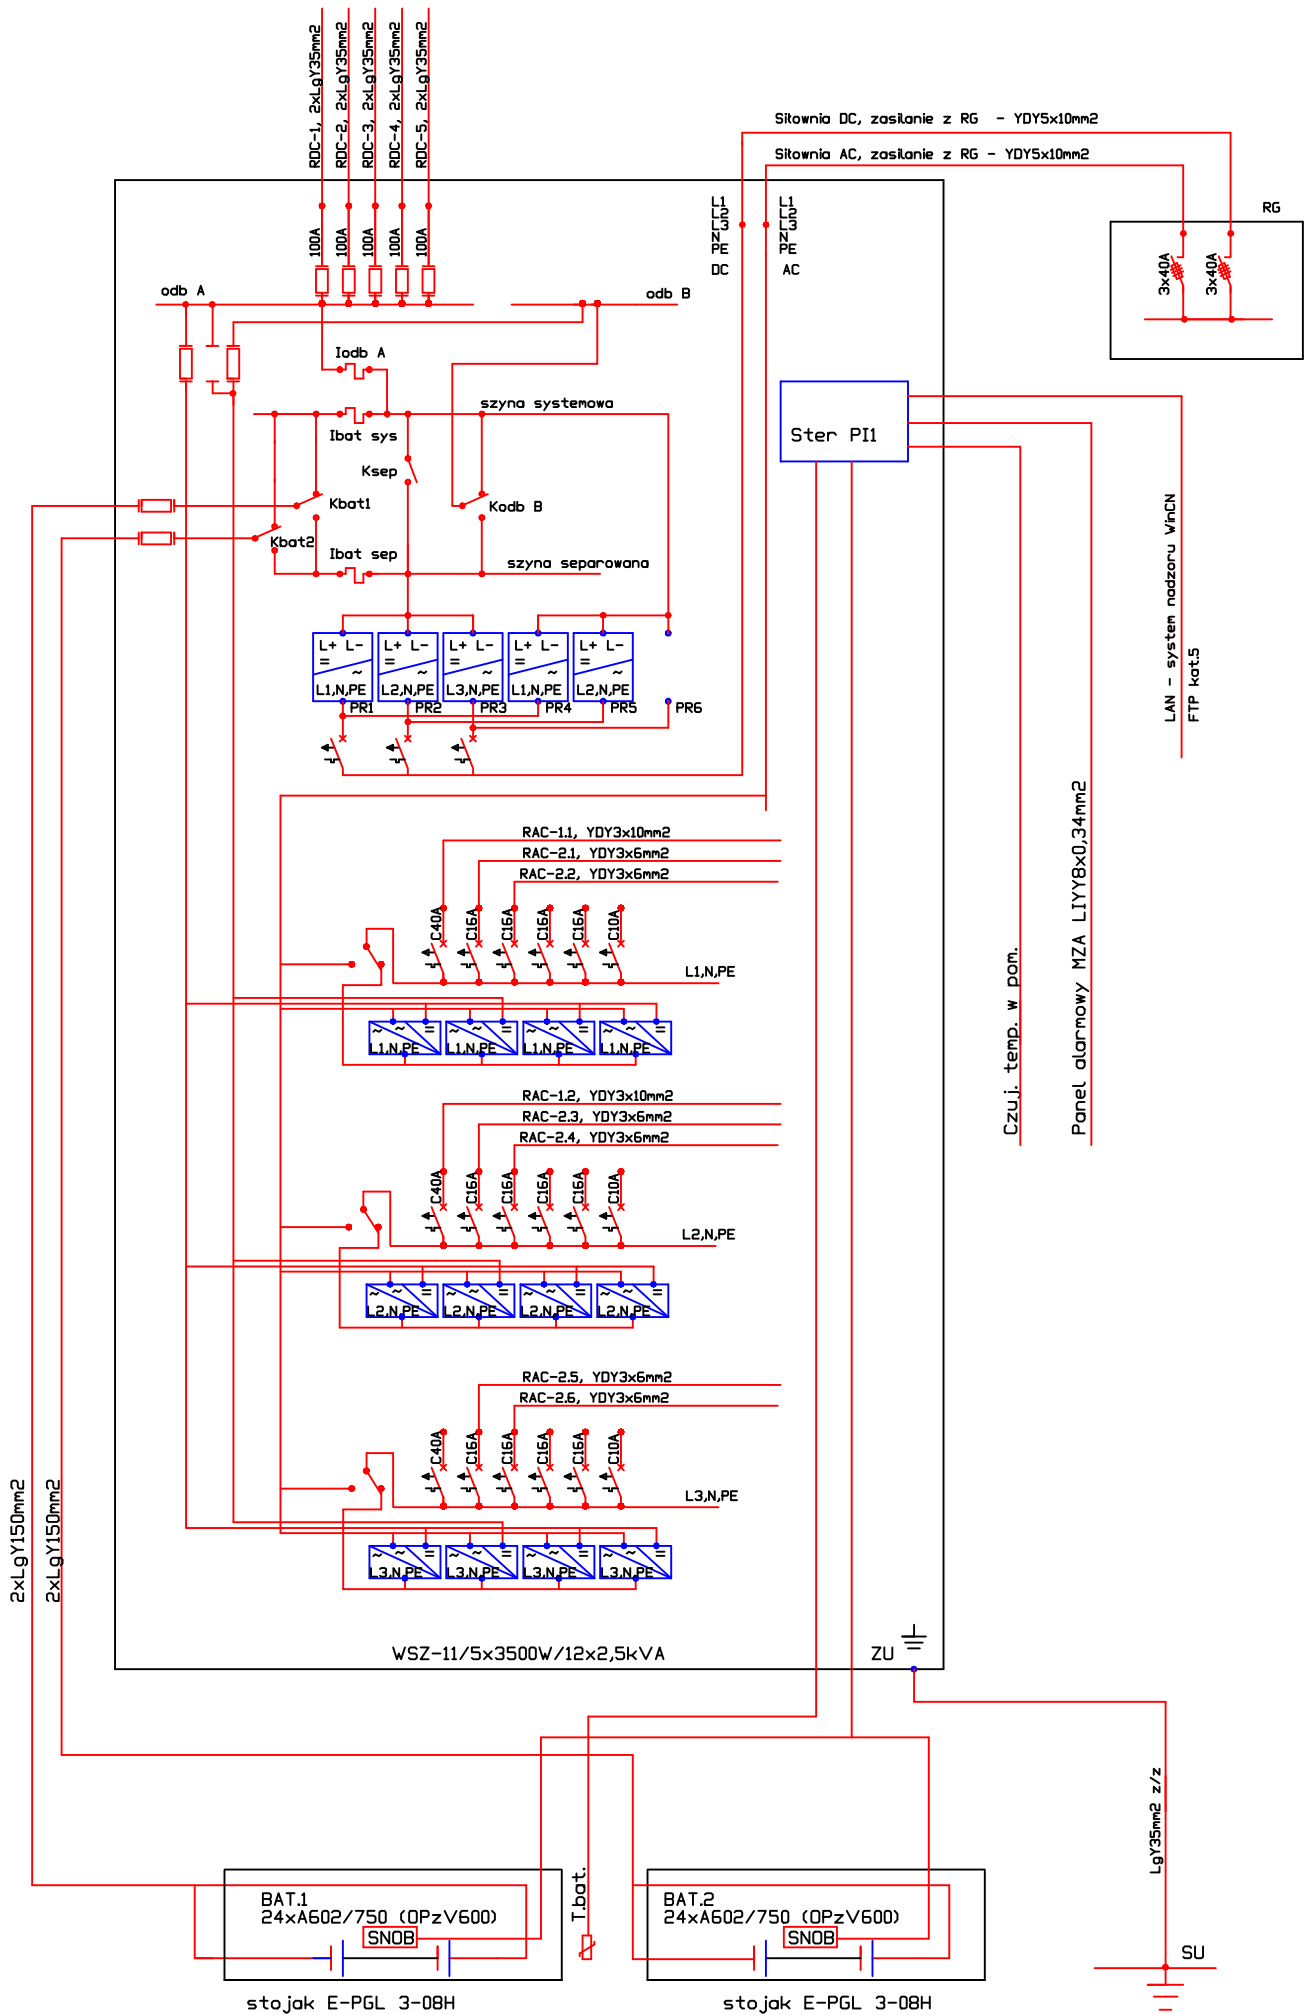 RDC-1, 2xLgY35mm2
RDC-2, 2xLgY35mm2
RDC-3, 2xLgY35mm2
RDC-4, 2xLgY35mm2
RDC-5, 2xLgY35mm2
Siłownia DC, zasilanie z RG - YDY5x10mm2
Siłownia AC, zasilanie z RG - YDY5x10mm2
100A
100A
100A
100A
100A
L1
L2
L3
N
PE
DC
L1
L2
L3
N
PE
AC
RG
3x40A
3x40A
odb A
odb B
Iodb A
szyna systemowa
Ibat sys
Ksep
Kbat1
Kodb B
Kbat2
Ibat sep
szyna separowana
Ster PI1
LAN - system nadzoru WinCN
FTP kat.5
Czuj. temp. w pom.
Panel alarmowy MZA LIYY8x0,34mm2
L+ L-
=
~
L1,N,PE
PR1
L+ L-
=
~
L2,N,PE
PR2
L+ L-
=
~
L3,N,PE
PR3
L+ L-
=
~
L1,N,PE
PR4
L+ L-
=
~
L2,N,PE
PR5
PR6
RAC-1.1, YDY3x10mm2
RAC-2.1, YDY3x6mm2
RAC-2.2, YDY3x6mm2
C40A
C16A
C16A
C16A
C16A
C10A
L1,N,PE
~ ~ =
L1,N,PE
~ ~ =
L1,N,PE
~ ~ =
L1,N,PE
~ ~ =
L1,N,PE
RAC-1.2, YDY3x10mm2
RAC-2.3, YDY3x6mm2
RAC-2.4, YDY3x6mm2
C40A
C16A
C16A
C16A
C16A
C10A
L2,N,PE
~ ~ =
L2,N,PE
~ ~ =
L2,N,PE
~ ~ =
L2,N,PE
~ ~ =
L2,N,PE
RAC-2.5, YDY3x6mm2
RAC-2.6, YDY3x6mm2
C40A
C16A
C16A
C16A
C16A
C10A
L3,N,PE
~ ~ =
L3,N,PE
~ ~ =
L3,N,PE
~ ~ =
L3,N,PE
~ ~ =
L3,N,PE
2xLgY150mm2
2xLgY150mm2
WSZ-11/5x3500W/12x2,5kVA
ZU
LgY35mm2 z/z
BAT.1
24xA602/750 (OPzV600)
SNOB
T.bat.
BAT.2
24xA602/750 (OPzV600)
SNOB
SU
stojak E-PGL 3-08H
stojak E-PGL 3-08H